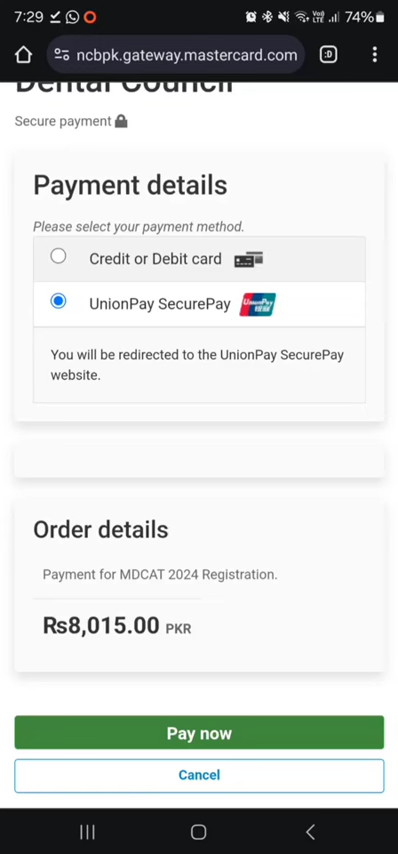 7:29
74%
ncbpk.gateway.mastercard.com
:D
Dental Council
Secure payment
Payment details
Please select your payment method.
Credit or Debit card
UnionPay SecurePay
UnionPay
You will be redirected to the UnionPay SecurePay
website.
Order details
Payment for MDCAT 2024 Registration.
₨8,015.00 PKR
Pay now
Cancel